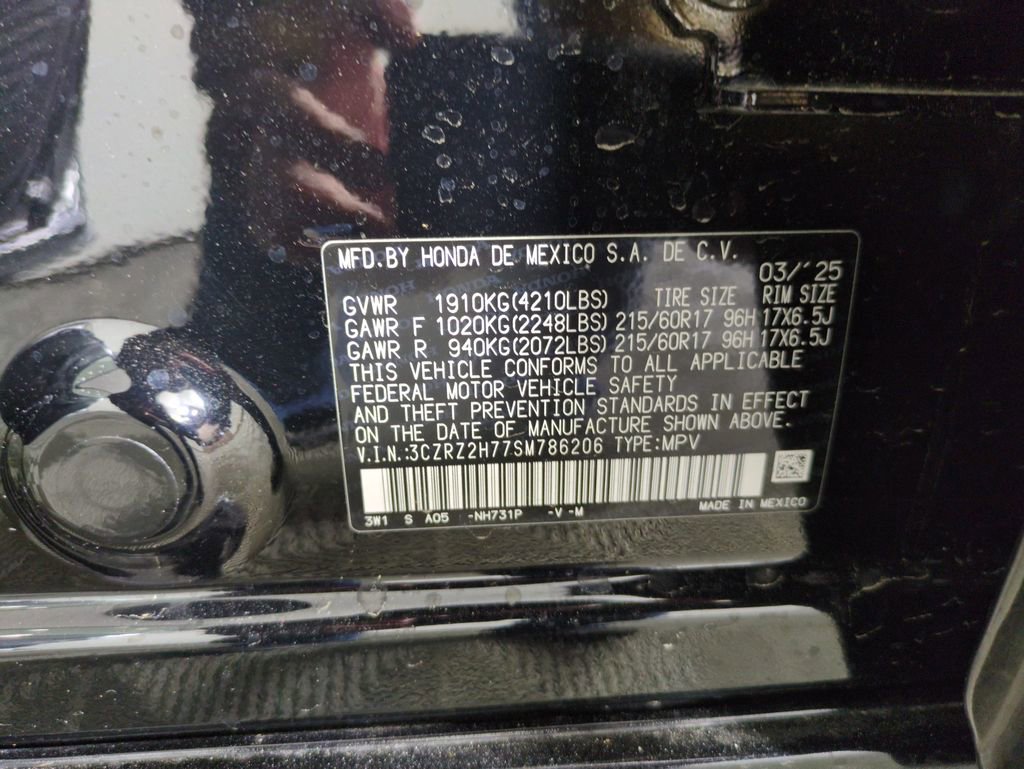 MFD.BY HONDA DE MEXICO S.A. DE C.V.
03/'25
GVWR 1910KG(4210LBS) TIRE SIZE RIM SIZE
GAWR F 1020KG(2248LBS) 215/60R17 96H 17X6.5J
GAWR R 940KG(2072LBS) 215/60R17 96H 17X6.5J
THIS VEHICLE CONFORMS TO ALL APPLICABLE
FEDERAL MOTOR VEHICLE SAFETY
AND THEFT PREVENTION STANDARDS IN EFFECT
ON THE DATE OF MANUFACTURE SHOWN ABOVE.
V.I.N.:3CZRZ2H77SM786206 TYPE:MPV
3W1 S A05 -NH731P -V -M MADE IN MEXICO